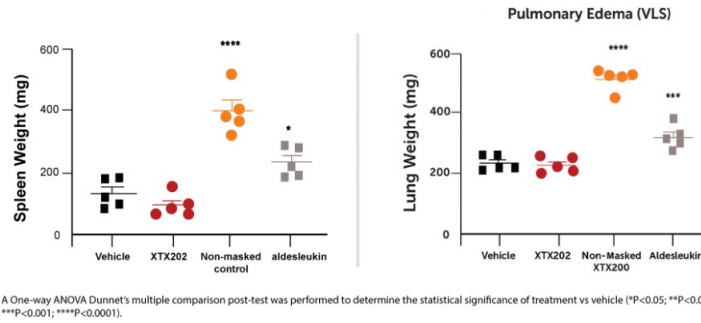 Pulmonary Edema (VLS)
Spleen Weight (mg)
600
400
200
0
****
*
Vehicle
XTX202
Non-masked
control
aldesleukin
Lung Weight (mg)
600
400
200
0
****
***
Vehicle
XTX202
Non-Masked
XTX200
Aldesleukin
A One-way ANOVA Dunnet's multiple comparison post-test was performed to determine the statistical significance of treatment vs vehicle (*P<0.05; **P<0.0
***P<0.001; ****P<0.0001).